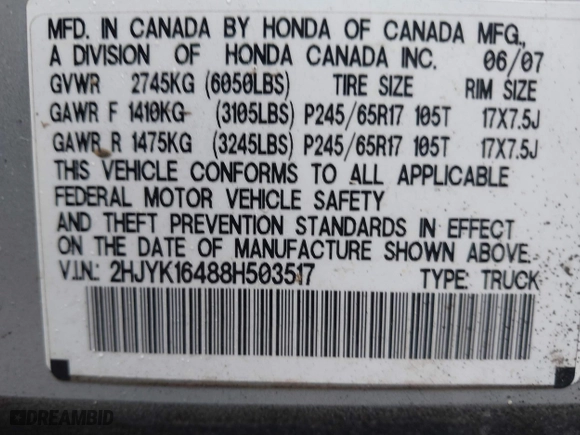 MFD. IN CANADA BY HONDA OF CANADA MFG.,
A DIVISION OF HONDA CANADA INC. 06/07
GVWR 2745KG (6050LBS) TIRE SIZE RIM SIZE
GAWR F 1410KG (3105LBS) P245/65R17 105T 17X7.5J
GAWR R 1475KG (3245LBS) P245/65R17 105T 17X7.5J
THIS VEHICLE CONFORMS TO ALL APPLICABLE
FEDERAL MOTOR VEHICLE SAFETY
AND THEFT PREVENTION STANDARDS IN EFFECT
ON THE DATE OF MANUFACTURE SHOWN ABOVE.
V.I.N.: 2HJYK16488H503517 TYPE: TRUCK
DREAMBID